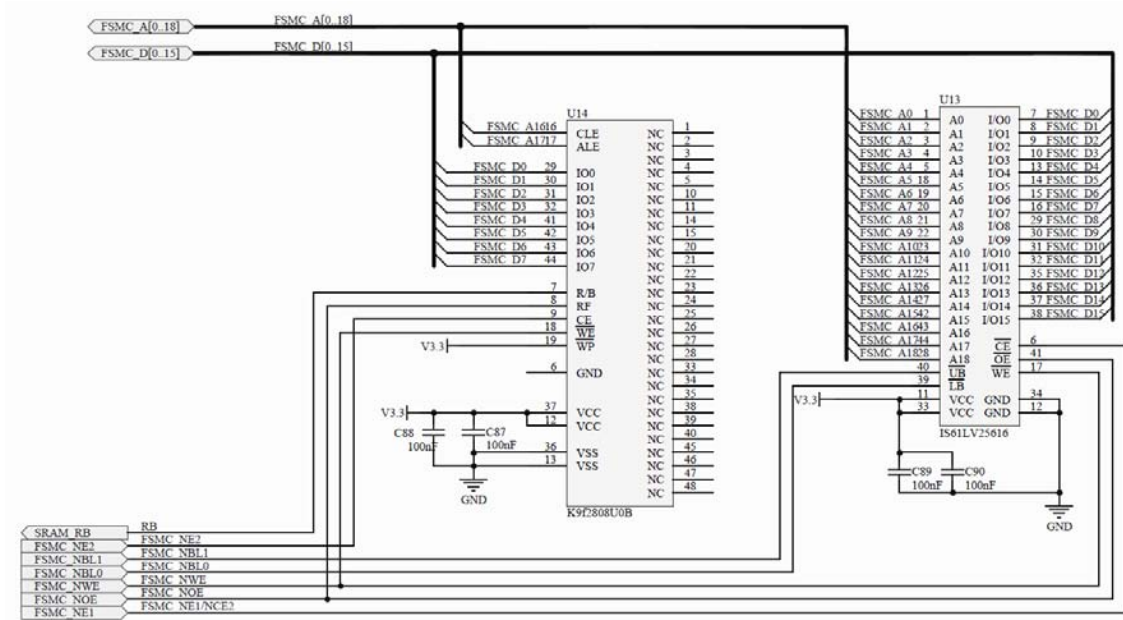 FSMC_A[0..18] FSMC_A[0..18]
FSMC_D[0..15] FSMC_D[0..15]
U14
FSMC_A16 16 CLE NC 1
FSMC_A17 17 ALE NC 2
NC 3
FSMC_D0 29 IO0 NC 4
FSMC_D1 30 IO1 NC 5
FSMC_D2 31 IO2 NC 10
FSMC_D3 32 IO3 NC 11
FSMC_D4 41 IO4 NC 14
FSMC_D5 42 IO5 NC 15
FSMC_D6 43 IO6 NC 20
FSMC_D7 44 IO7 NC 21
NC 22
7 R/B NC 23
8 RF NC 24
9 CE NC 25
18 WE NC 26
V3.3 19 WP NC 27
NC 28
6 GND NC 33
NC 34
NC 35
V3.3 37 VCC NC 38
12 VCC NC 39
C88 100nF C87 100nF
NC 40
36 VSS NC 45
13 VSS NC 46
NC 47
NC 48
GND
K9f2808U0B
U13
FSMC_A0 1 A0 I/O0 7 FSMC_D0
FSMC_A1 2 A1 I/O1 8 FSMC_D1
FSMC_A2 3 A2 I/O2 9 FSMC_D2
FSMC_A3 4 A3 I/O3 10 FSMC_D3
FSMC_A4 5 A4 I/O4 13 FSMC_D4
FSMC_A5 18 A5 I/O5 14 FSMC_D5
FSMC_A6 19 A6 I/O6 15 FSMC_D6
FSMC_A7 20 A7 I/O7 16 FSMC_D7
FSMC_A8 21 A8 I/O8 29 FSMC_D8
FSMC_A9 22 A9 I/O9 30 FSMC_D9
FSMC_A10 23 A10 I/O10 31 FSMC_D10
FSMC_A11 24 A11 I/O11 32 FSMC_D11
FSMC_A12 25 A12 I/O12 35 FSMC_D12
FSMC_A13 26 A13 I/O13 36 FSMC_D13
FSMC_A14 27 A14 I/O14 37 FSMC_D14
FSMC_A15 42 A15 I/O15 38 FSMC_D15
FSMC_A16 43 A16
FSMC_A17 44 A17 CE 6
FSMC_A18 28 A18 OE 41
40 UB WE 17
39 LB
V3.3 11 VCC GND 34
33 VCC GND 12
IS61LV25616
C89 100nF C90 100nF
GND
SRAM_RB RB
FSMC_NE2 FSMC_NE2
FSMC_NBL1 FSMC_NBL1
FSMC_NBL0 FSMC_NBL0
FSMC_NWE FSMC_NWE
FSMC_NOE FSMC_NOE
FSMC_NE1 FSMC_NE1/NCE2